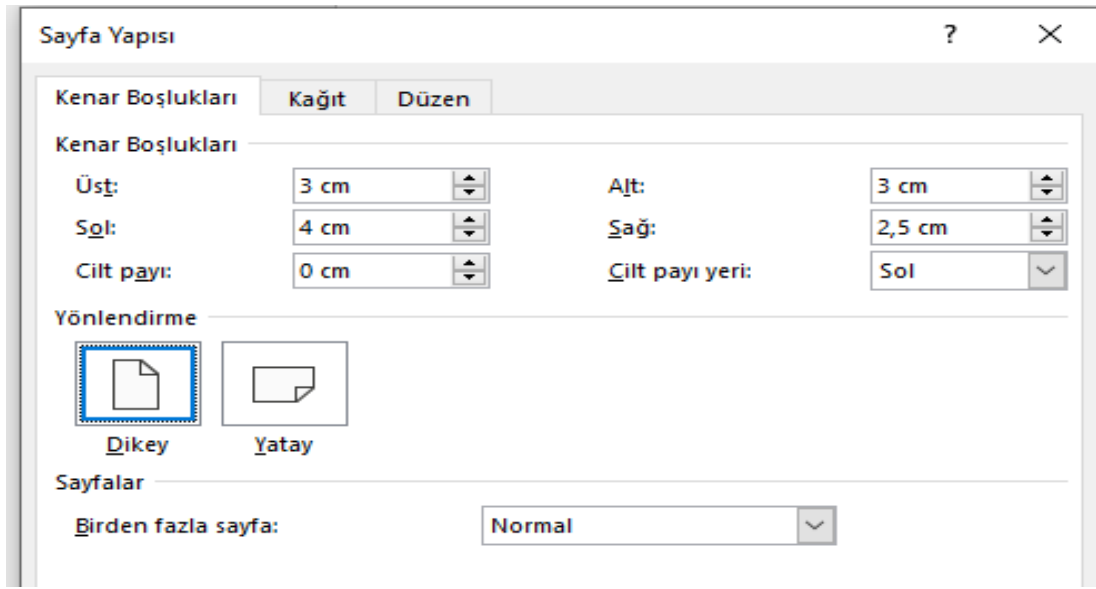 Sayfa Yapısı ?
Kenar Boşlukları Kağıt Düzen
Kenar Boşlukları
Üst: 3 cm Alt: 3 cm
Sol: 4 cm Sağ: 2,5 cm
Cilt payı: 0 cm Cilt payı yeri: Sol
Yönlendirme
Dikey Yatay
Sayfalar
Birden fazla sayfa: Normal